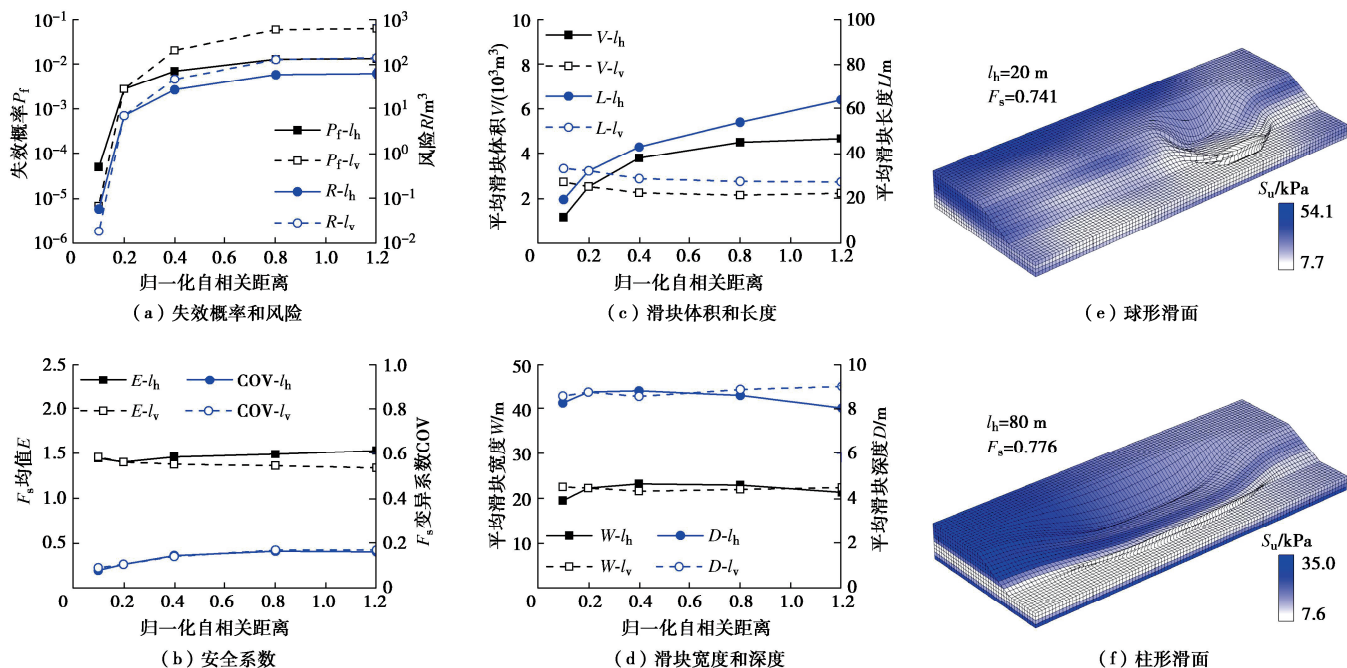 10⁻¹
10⁻²
10⁻³
10⁻⁴
10⁻⁵
10⁻⁶
失效概率P_f
10³
10²
10¹
10⁰
10⁻¹
10⁻²
风险R/m³
P_f-l_h
P_f-l_v
R-l_h
R-l_v
0 0.2 0.4 0.6 0.8 1.0 1.2
归一化自相关距离
（a）失效概率和风险
10
8
6
4
2
0
平均滑块体积V/(10³m³)
100
80
60
40
20
0
平均滑块长度L/m
V-l_h
V-l_v
L-l_h
L-l_v
0 0.2 0.4 0.6 0.8 1.0 1.2
归一化自相关距离
（c）滑块体积和长度
l_h=20 m
F_s=0.741
S_u/kPa
54.1
7.7
（e）球形滑面
2.5
2.0
1.5
1.0
0.5
F_s均值E
1.0
0.8
0.6
0.4
0.2
0
F_s变异系数COV
E-l_h COV-l_h
E-l_v COV-l_v
0 0.2 0.4 0.6 0.8 1.0 1.2
归一化自相关距离
（b）安全系数
50
40
30
20
10
平均滑块宽度W/m
10
8
6
4
2
0
平均滑块深度D/m
W-l_h D-l_h
W-l_v D-l_v
0 0.2 0.4 0.6 0.8 1.0 1.2
归一化自相关距离
（d）滑块宽度和深度
l_h=80 m
F_s=0.776
S_u/kPa
35.0
7.6
（f）柱形滑面